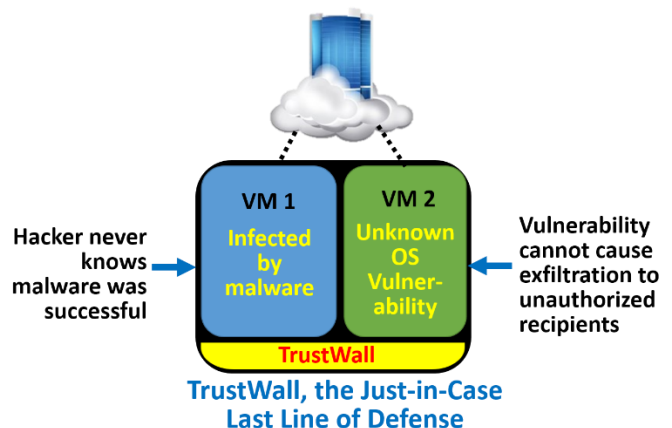 VM 1
Infected
by
malware
VM 2
Unknown
OS
Vulner-
ability
Hacker never
knows
malware was
successful
Vulnerability
cannot cause
exfiltration to
unauthorized
recipients
TrustWall
TrustWall, the Just-in-Case
Last Line of Defense